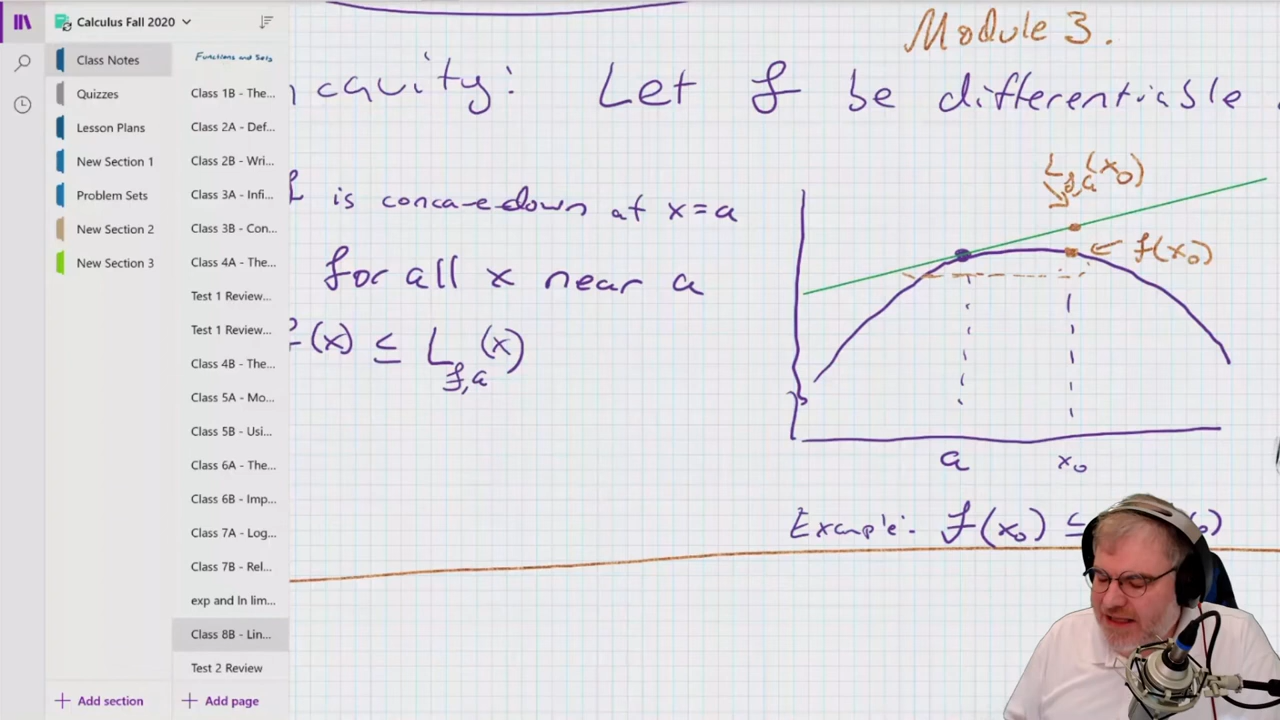 Calculus Fall 2020
Class Notes
Quizzes
Lesson Plans
New Section 1
Problem Sets
New Section 2
New Section 3
Add section
Functions and Sets
Class 1B - The...
Class 2A - Def...
Class 2B - Wri...
Class 3A - Infi...
Class 3B - Con...
Class 4A - The...
Test 1 Review...
Test 1 Review...
Class 4B - The...
Class 5A - Mo...
Class 5B - Usi...
Class 6A - The...
Class 6B - Imp...
Class 7A - Log...
Class 7B - Rel...
exp and ln lim...
Class 8B - Lin...
Test 2 Review
Add page
Module 3.
ncavity: Let f be differentiable
f is concave down at x=a
for all x near a
f(x) ≤ L_{f,a}(x)
L_{f,a}(x₀)
← f(x₀)
a x₀
Example: f(x₀) ≤